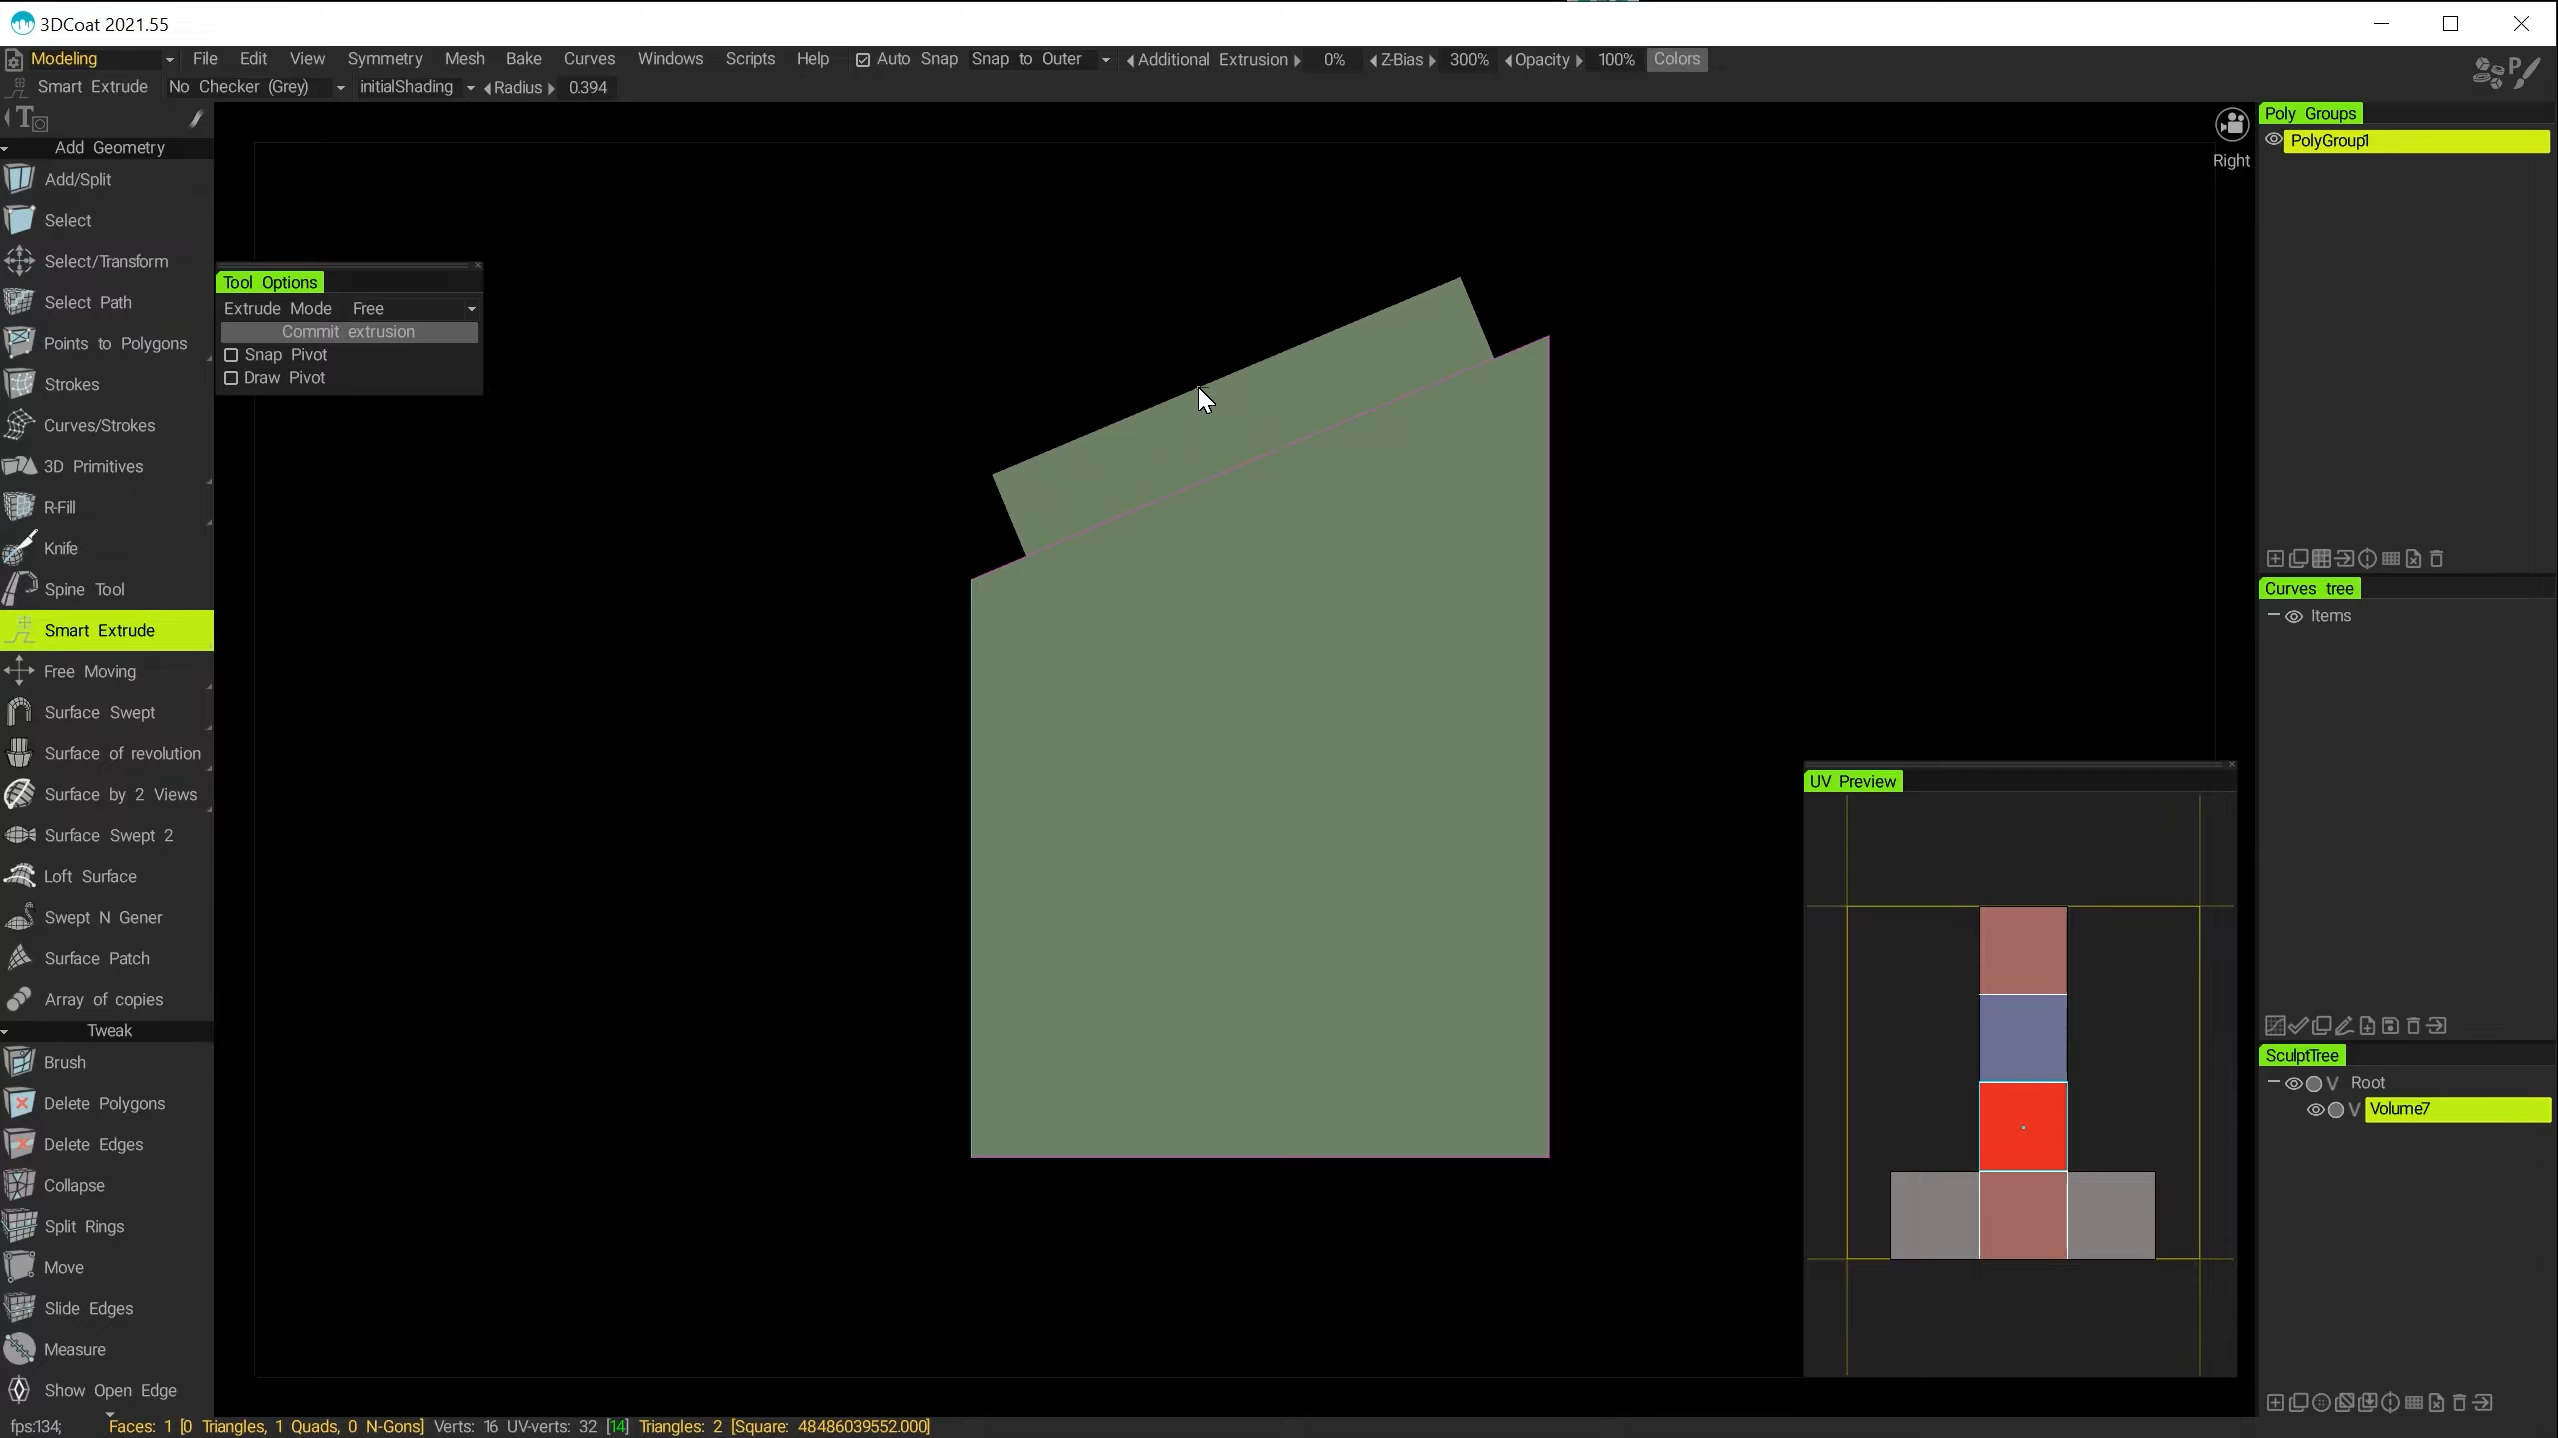 3DCoat 2021.55
Modeling File Edit View Symmetry Mesh Bake Curves Windows Scripts Help Auto Snap Snap to Outer Additional Extrusion 0% Z-Bias 300% Opacity 100% Colors
Smart Extrude No Checker (Grey) initialShading Radius 0.394
Add Geometry
Add/Split
Select
Select/Transform
Select Path
Points to Polygons
Strokes
Curves/Strokes
3D Primitives
R-Fill
Knife
Spine Tool
Smart Extrude
Free Moving
Surface Swept
Surface of revolution
Surface by 2 Views
Surface Swept 2
Loft Surface
Swept N Gener
Surface Patch
Array of copies
Tweak
Brush
Delete Polygons
Delete Edges
Collapse
Split Rings
Move
Slide Edges
Measure
Show Open Edge
Tool Options
Extrude Mode Free
Commit extrusion
Snap Pivot
Draw Pivot
Right
UV Preview
Poly Groups
PolyGroup1
Curves tree
Items
SculptTree
V Root
V Volume7
fps:134; Faces: 1 [0 Triangles, 1 Quads, 0 N-Gons] Verts: 16 UV-verts: 32 [14] Triangles: 2 [Square: 48486039552.000]